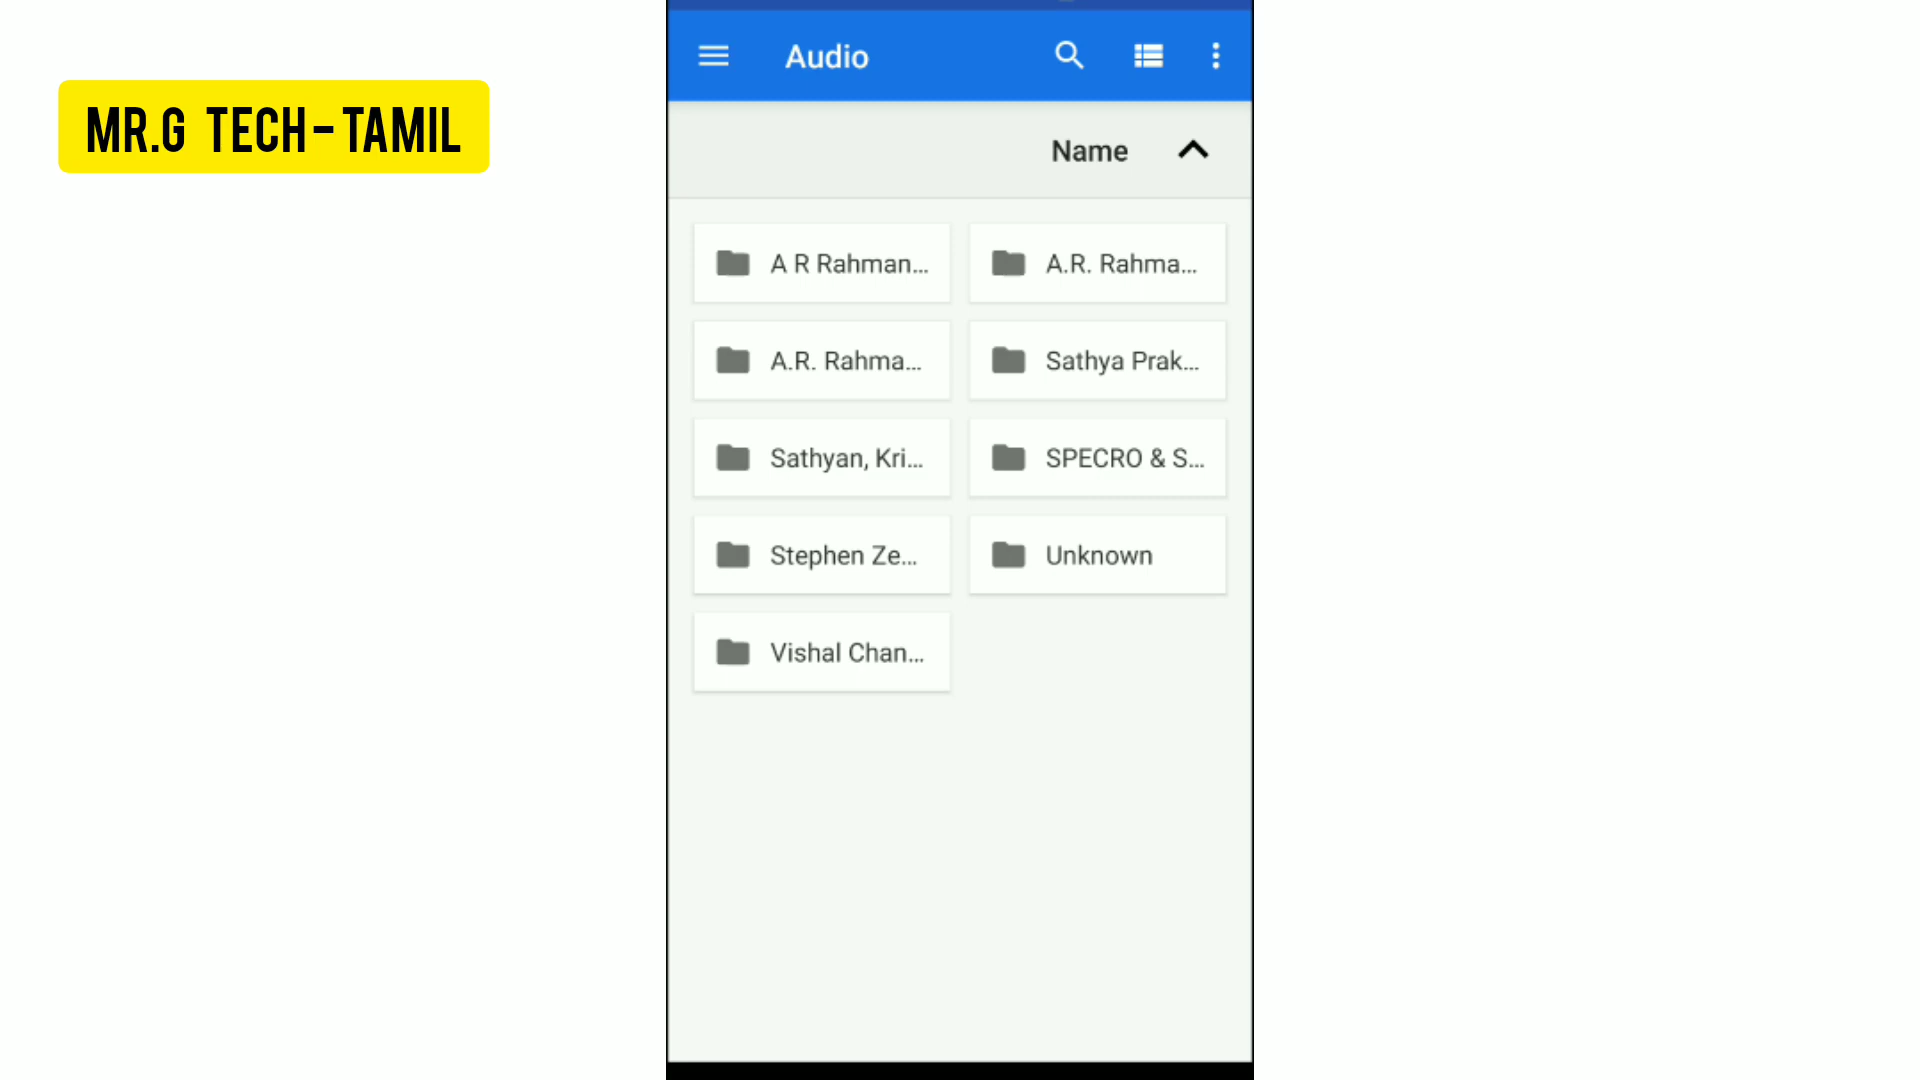 MR.G TECH-TAMIL
Audio
Name
A R Rahman...
A.R. Rahma...
A.R. Rahma...
Sathya Prak...
Sathyan, Kri...
SPECRO & S...
Stephen Ze...
Unknown
Vishal Chan...